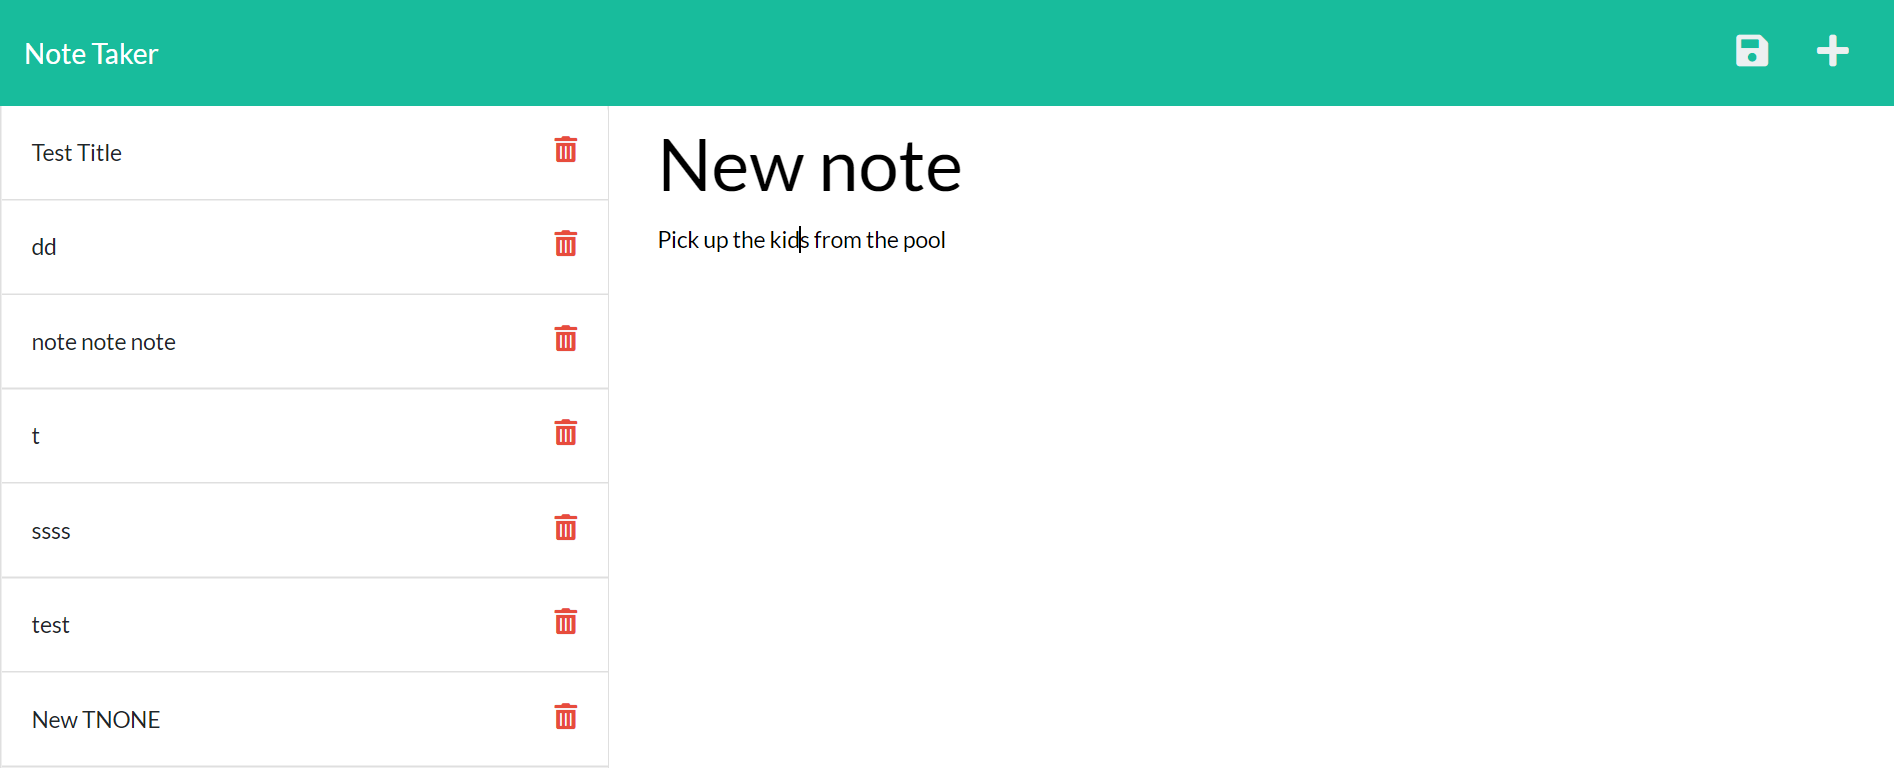 Note Taker
Test Title
dd
note note note
t
ssss
test
New TNONE
New note
Pick up the kids from the pool